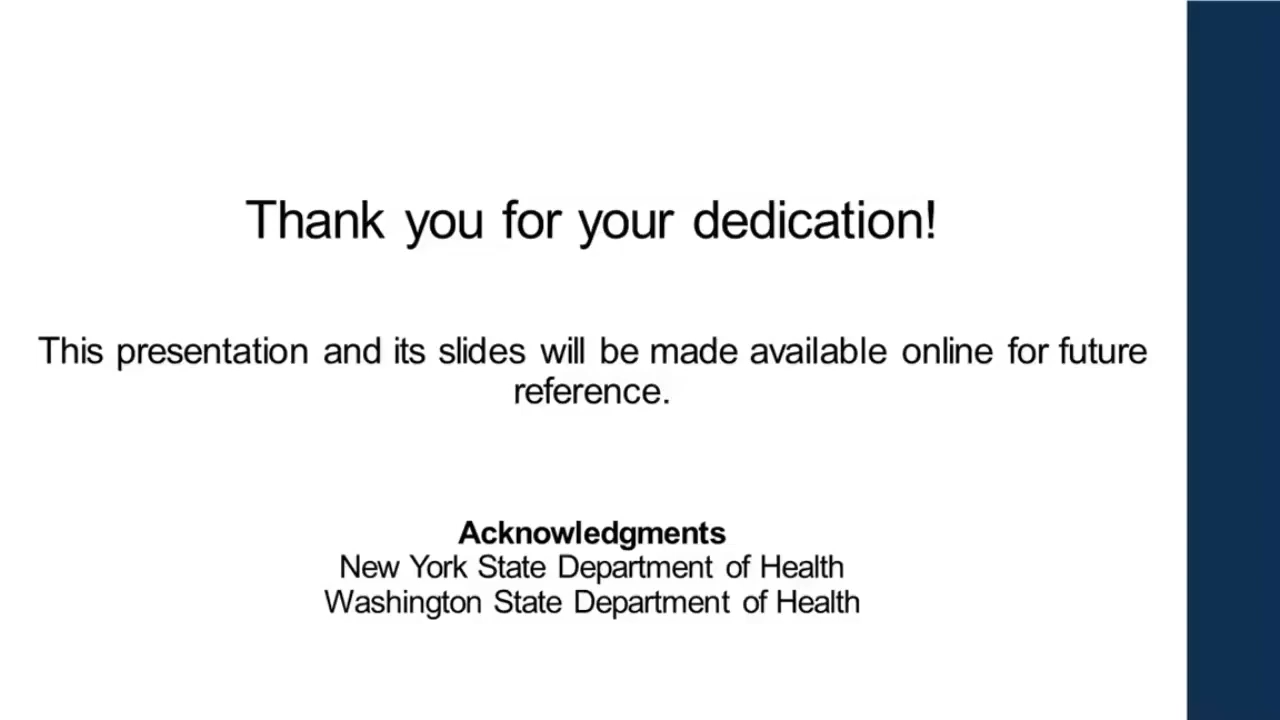 Thank you for your dedication!
This presentation and its slides will be made available online for future
reference.
Acknowledgments
New York State Department of Health
Washington State Department of Health